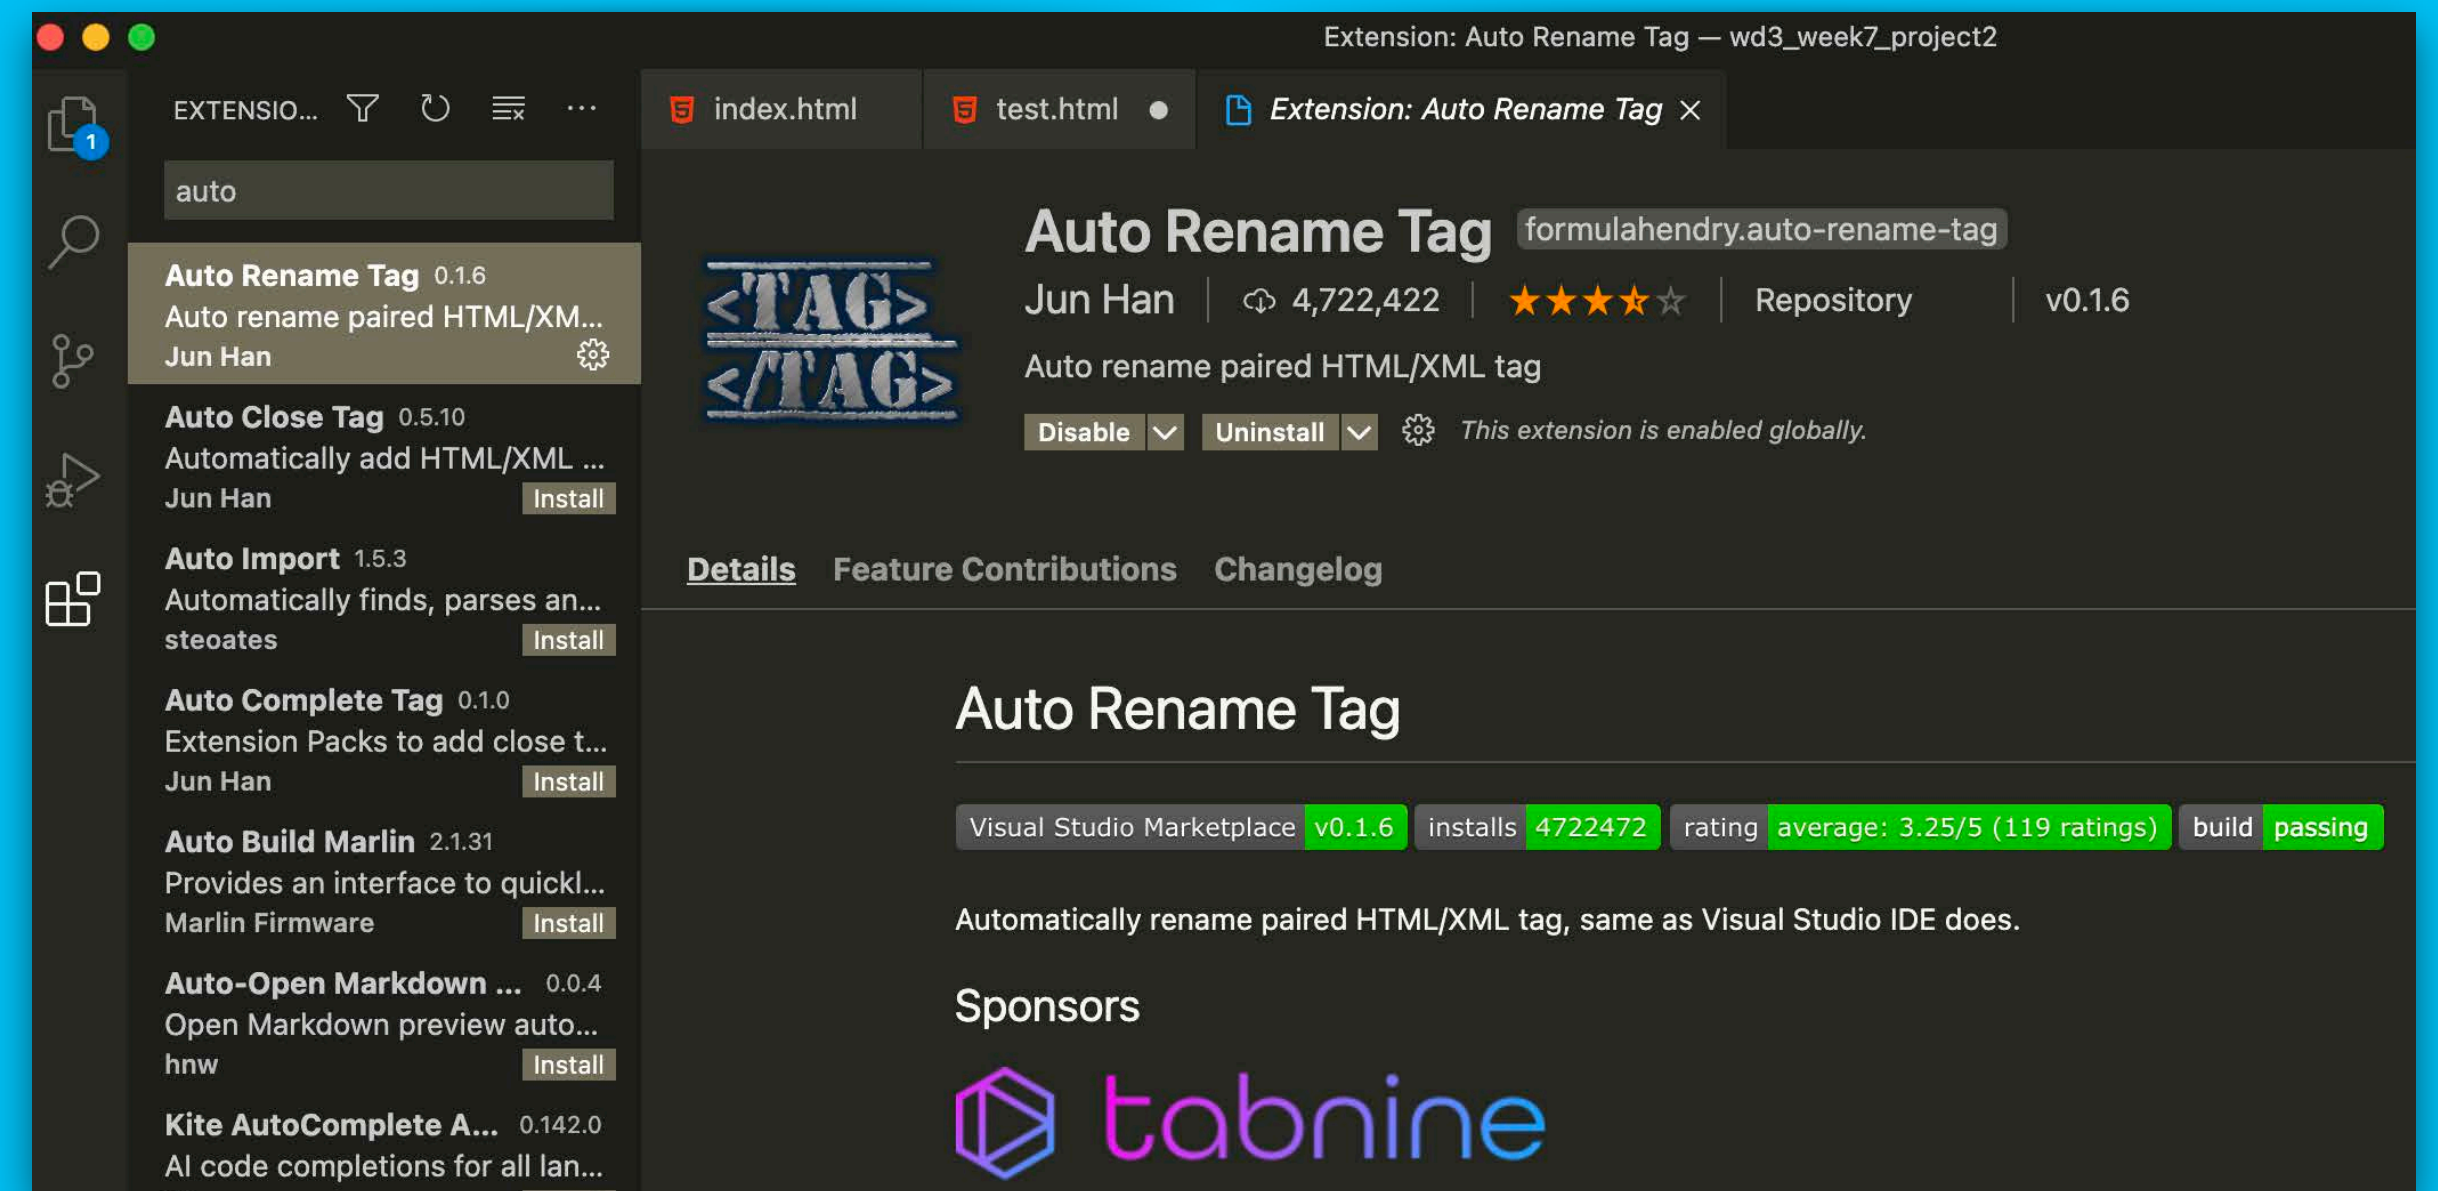 Extension: Auto Rename Tag — wd3_week7_project2
EXTENSIO... ···
index.html
test.html ●
Extension: Auto Rename Tag ×
1
auto
Auto Rename Tag 0.1.6
Auto rename paired HTML/XM...
Jun Han
Auto Close Tag 0.5.10
Automatically add HTML/XML ...
Jun Han Install
Auto Import 1.5.3
Automatically finds, parses an...
steoates Install
Auto Complete Tag 0.1.0
Extension Packs to add close t...
Jun Han Install
Auto Build Marlin 2.1.31
Provides an interface to quickl...
Marlin Firmware Install
Auto-Open Markdown ... 0.0.4
Open Markdown preview auto...
hnw Install
Kite AutoComplete A... 0.142.0
AI code completions for all lan...
<TAG>
</TAG>
Auto Rename Tag formulahendry.auto-rename-tag
Jun Han 4,722,422 Repository v0.1.6
Auto rename paired HTML/XML tag
Disable Uninstall This extension is enabled globally.
Details Feature Contributions Changelog
Auto Rename Tag
Visual Studio Marketplace v0.1.6 installs 4722472 rating average: 3.25/5 (119 ratings) build passing
Automatically rename paired HTML/XML tag, same as Visual Studio IDE does.
Sponsors
tabnine